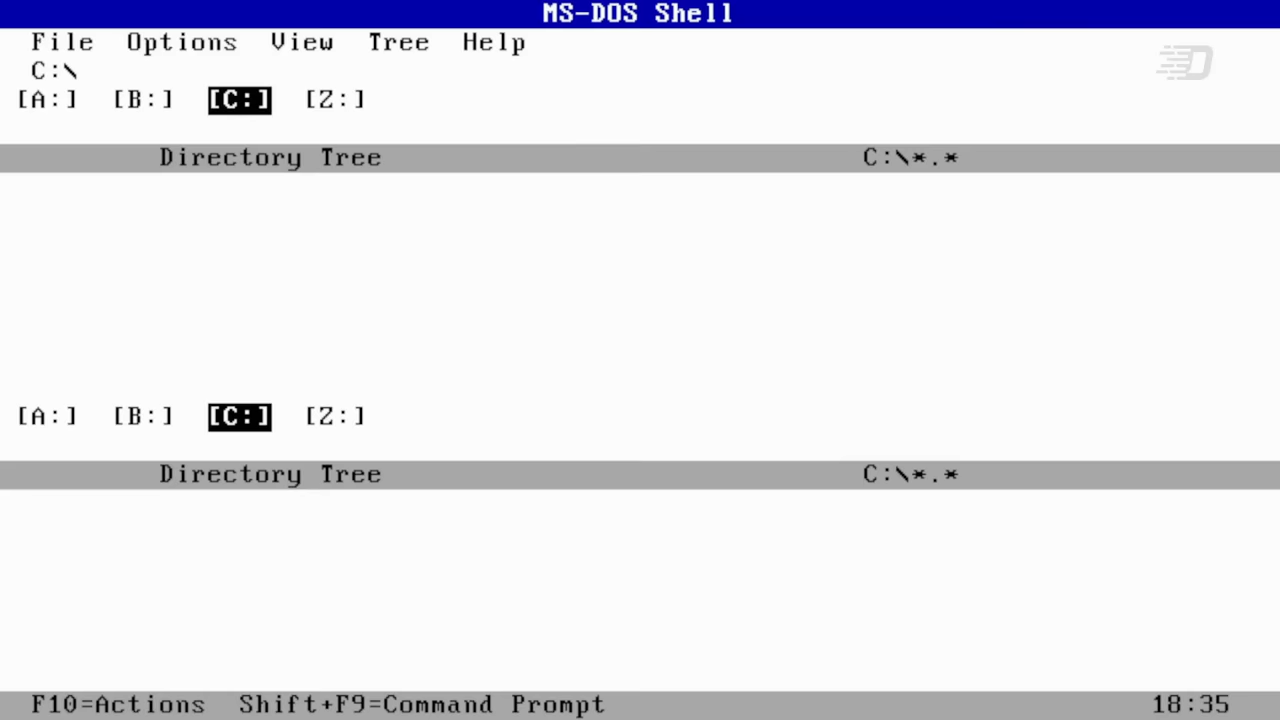 MS-DOS Shell
File Options View Tree Help
C:\
[A:] [B:] [C:] [Z:]
Directory Tree C:\*.*
[A:] [B:] [C:] [Z:]
Directory Tree C:\*.*
F10=Actions Shift+F9=Command Prompt 18:35